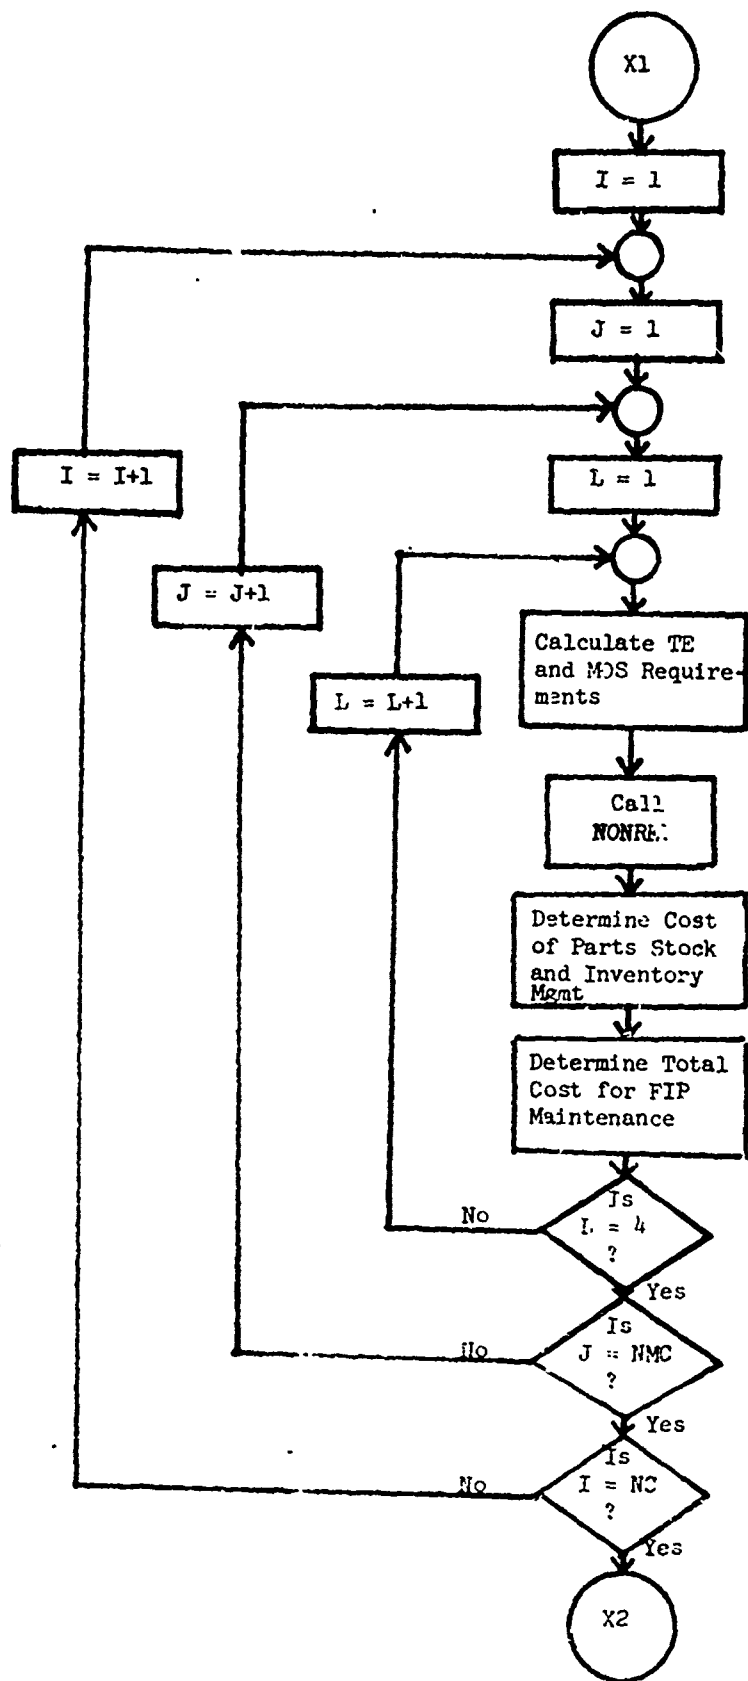 X1
I = 1
J = 1
I = I+1
L = 1
J = J+1
Calculate TE
and MOS Require-
ments
L = L+1
Call
Determine Cost
of Parts Stock
and Inventory
Mgmt
Determine Total
Cost for FIP
Maintenance
Is
No
L = 4
?
Yes
Is
No
J = NMC
?
Yes
Is
No
I = NC
?
Yes
X2